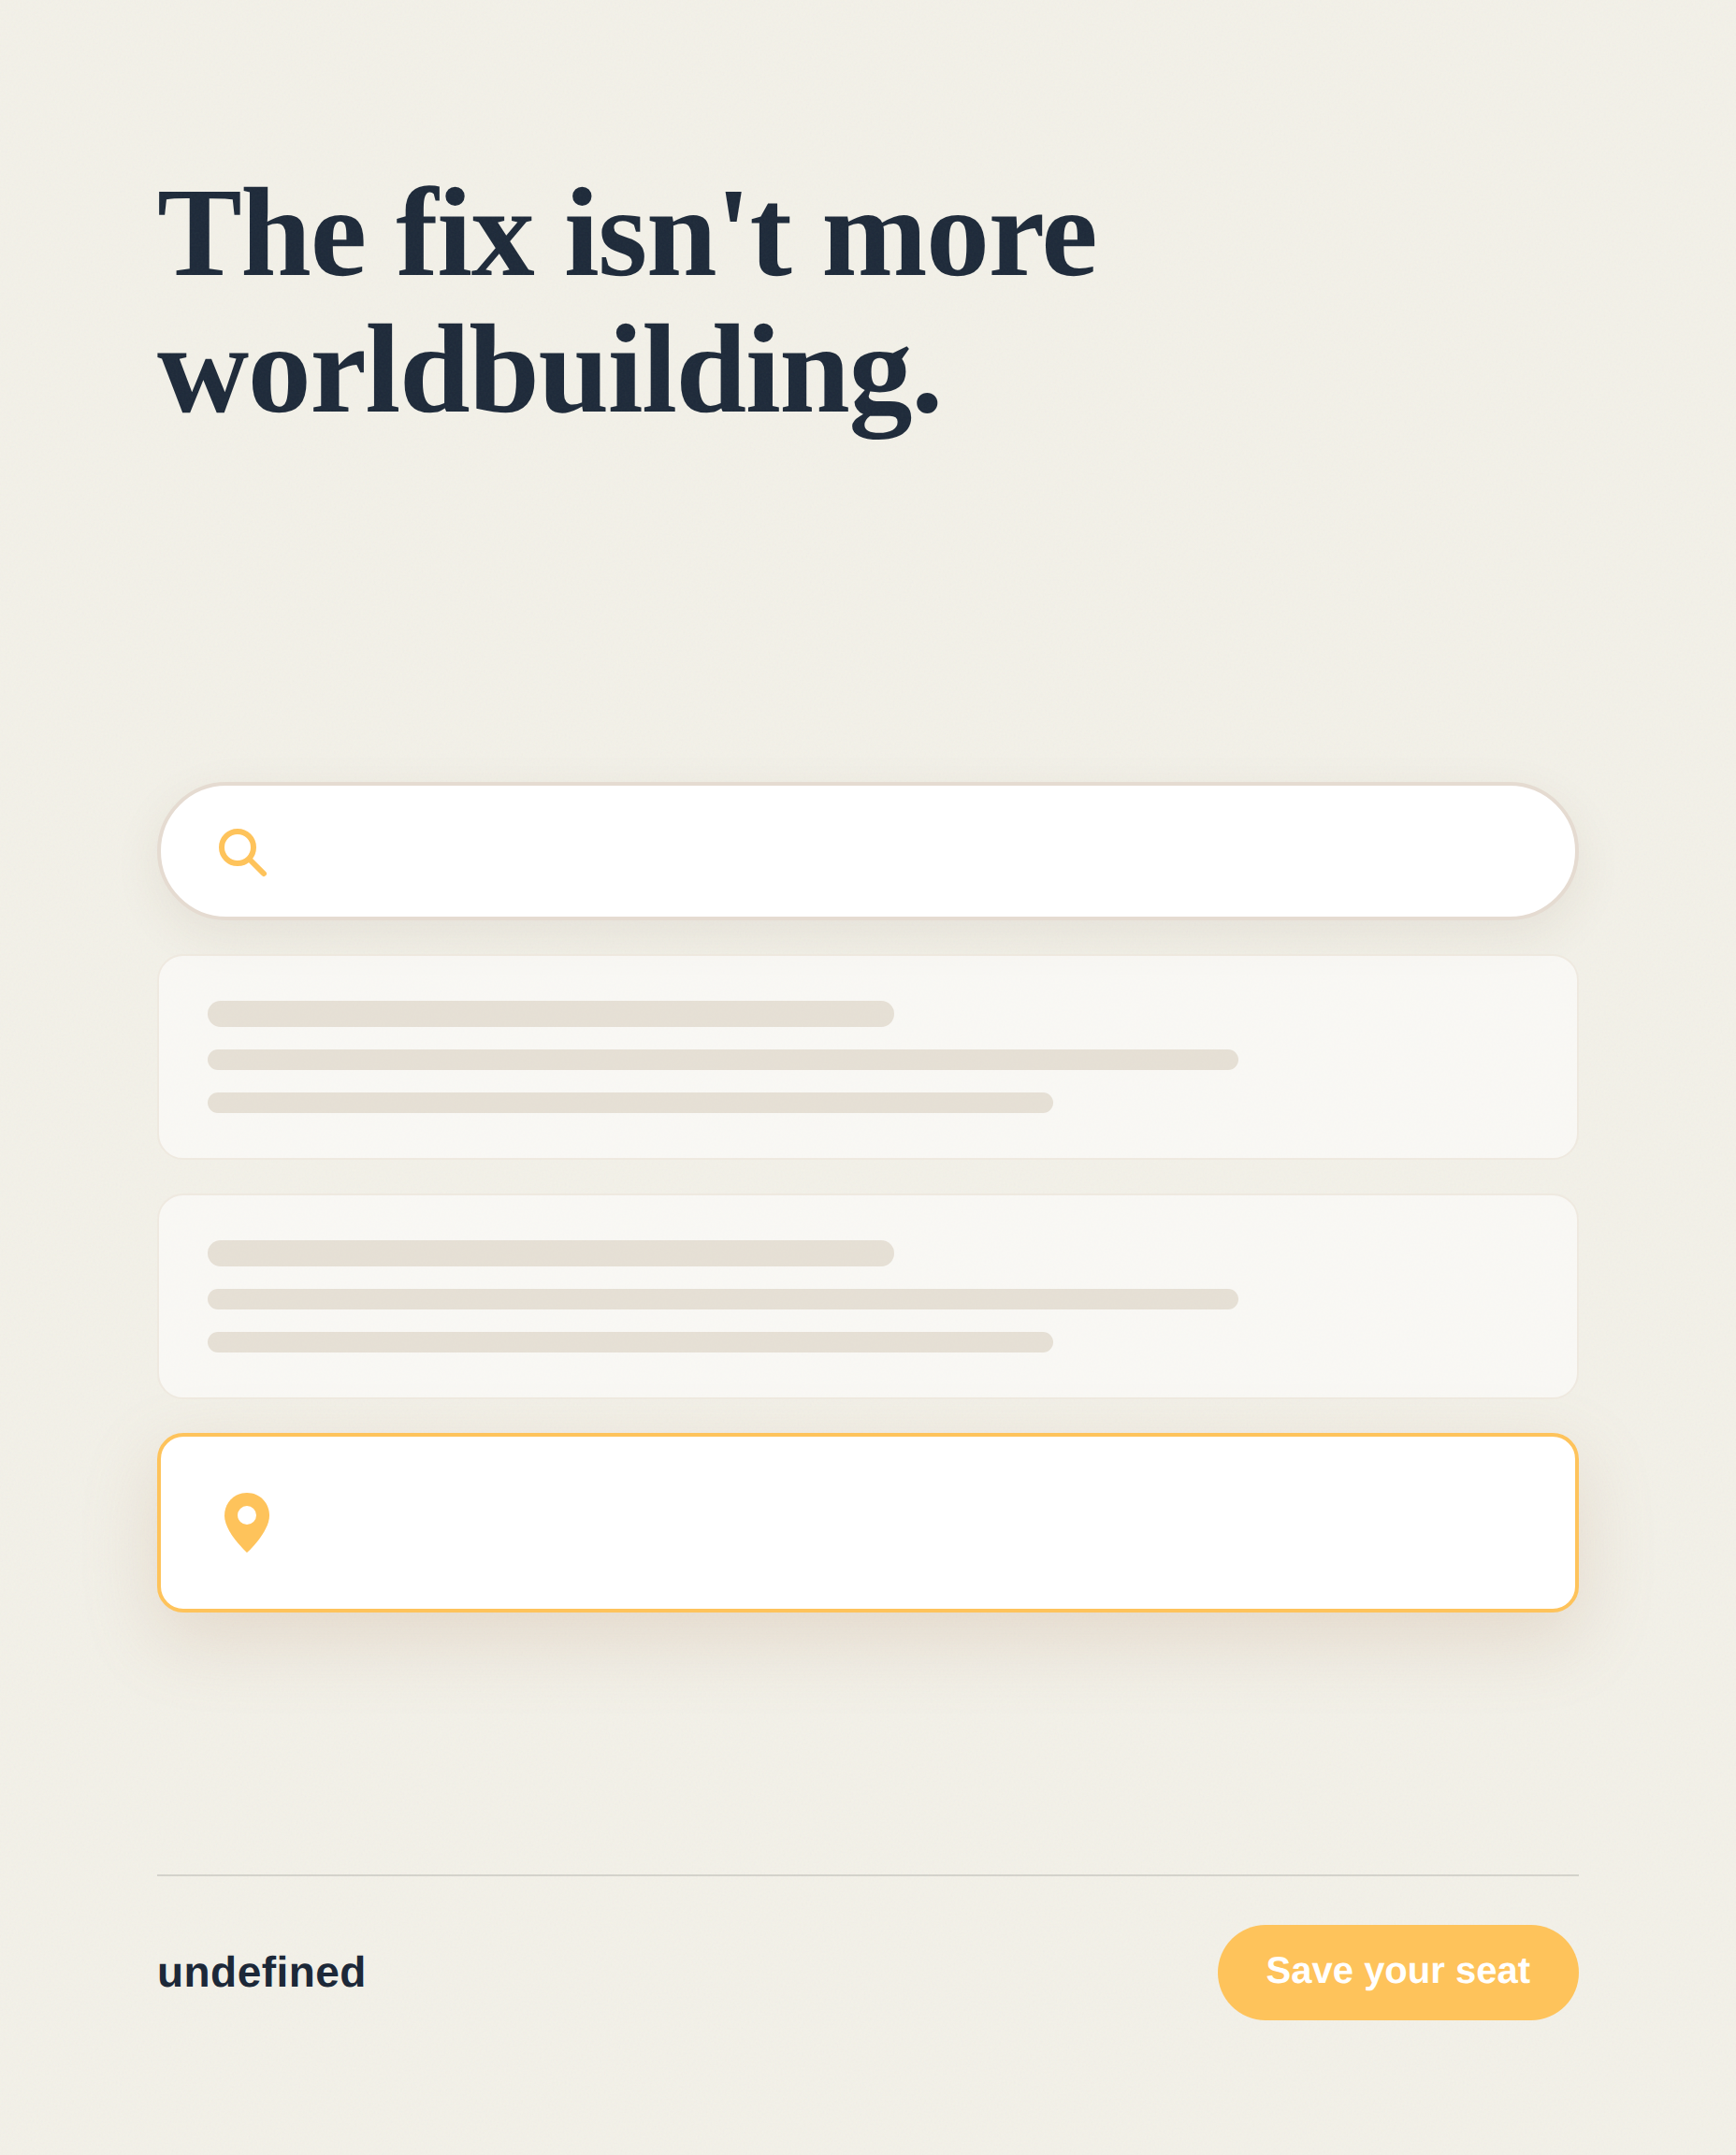 The fix isn't more
worldbuilding.
undefined
Save your seat